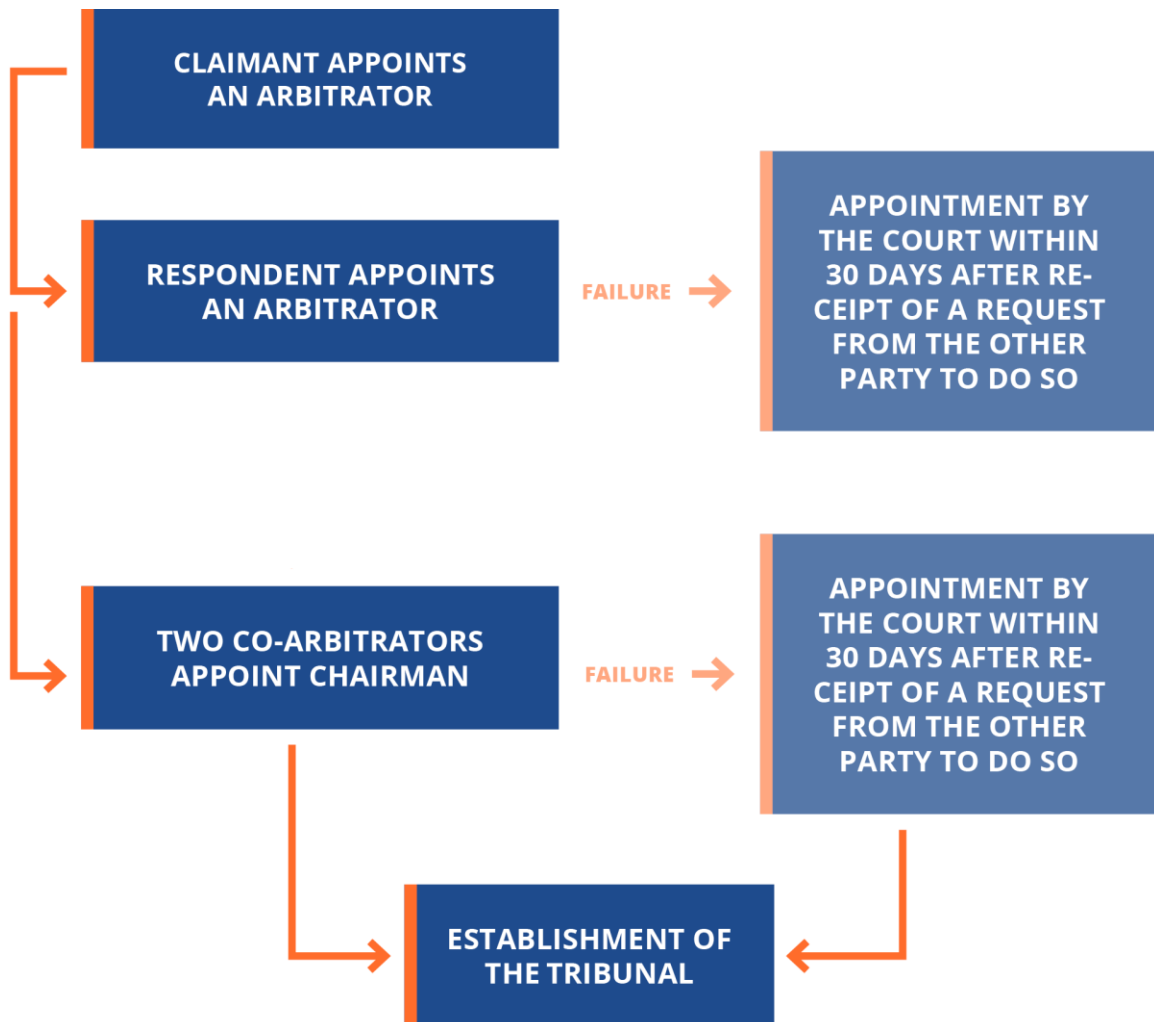 CLAIMANT APPOINTS
AN ARBITRATOR
RESPONDENT APPOINTS
AN ARBITRATOR
FAILURE
APPOINTMENT BY
THE COURT WITHIN
30 DAYS AFTER RE-
CEIPT OF A REQUEST
FROM THE OTHER
PARTY TO DO SO
TWO CO-ARBITRATORS
APPOINT CHAIRMAN
FAILURE
APPOINTMENT BY
THE COURT WITHIN
30 DAYS AFTER RE-
CEIPT OF A REQUEST
FROM THE OTHER
PARTY TO DO SO
ESTABLISHMENT OF
THE TRIBUNAL